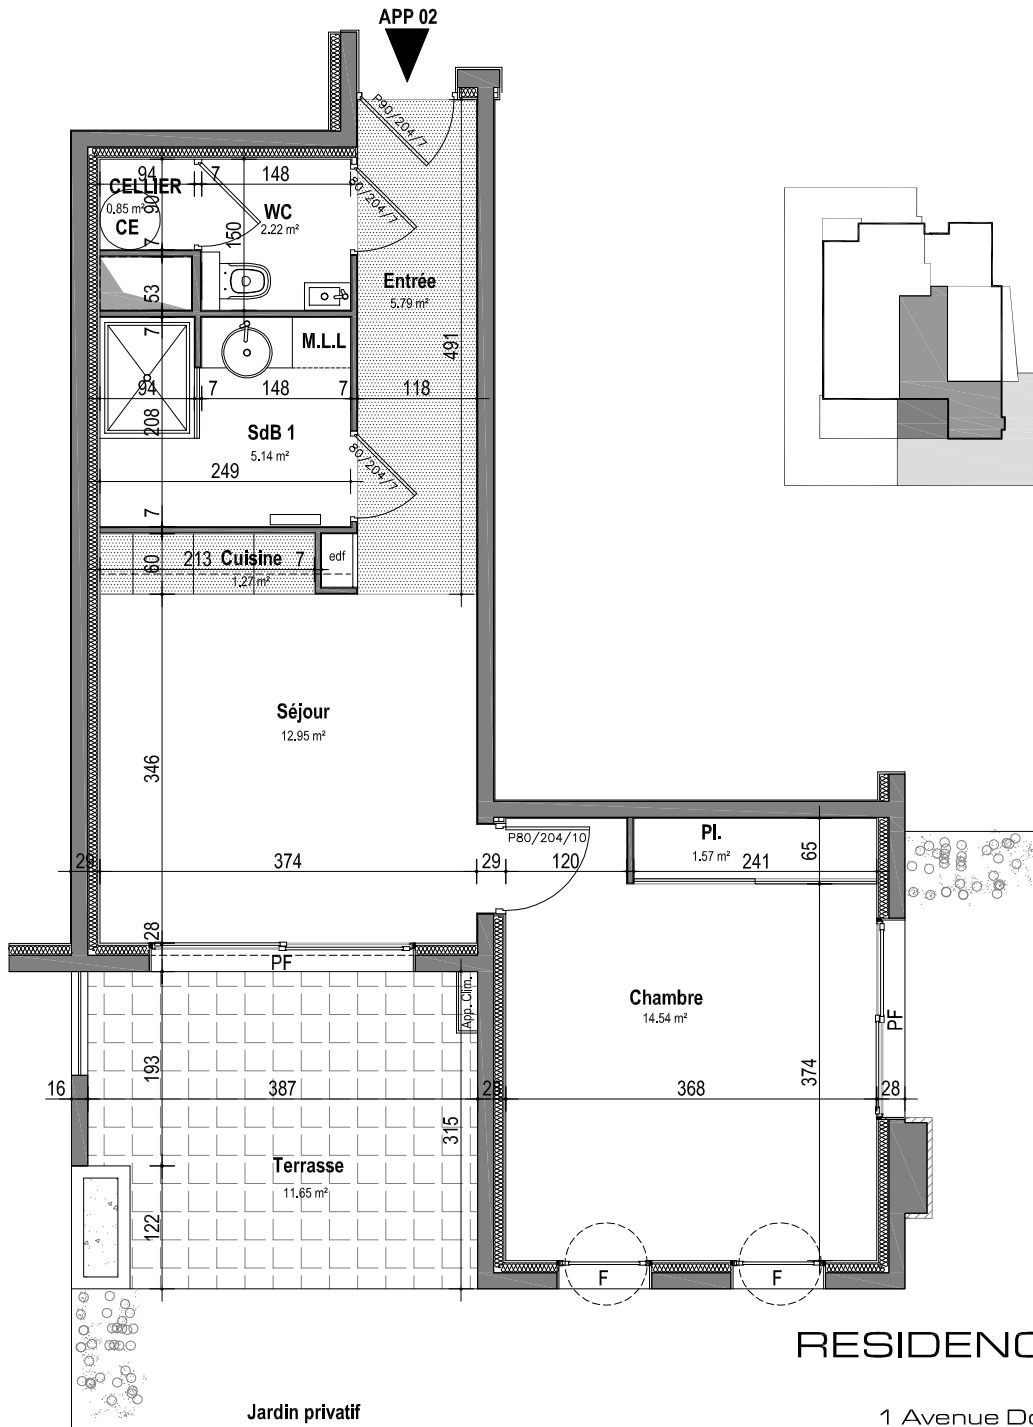 APP 02
P90/204/7
94
7
148
CELLIER
0.85 m²
90
CE
WC
2.22 m²
80/204/7
150
7
53
Entrée
5.79 m²
491
7
M.L.L
94
7
148
7
118
208
SdB 1
5.14 m²
80/204/7
249
7
60
213
Cuisine
7
1.27 m²
edf
Séjour
12.95 m²
346
P80/204/10
Pl.
1.57 m²
65
29
374
29
120
241
28
PF
App. Clim.
Chambre
14.54 m²
PF
193
374
16
387
29
368
28
315
Terrasse
11.65 m²
122
F
F
RESIDENC
1 Avenue Dr
Jardin privatif